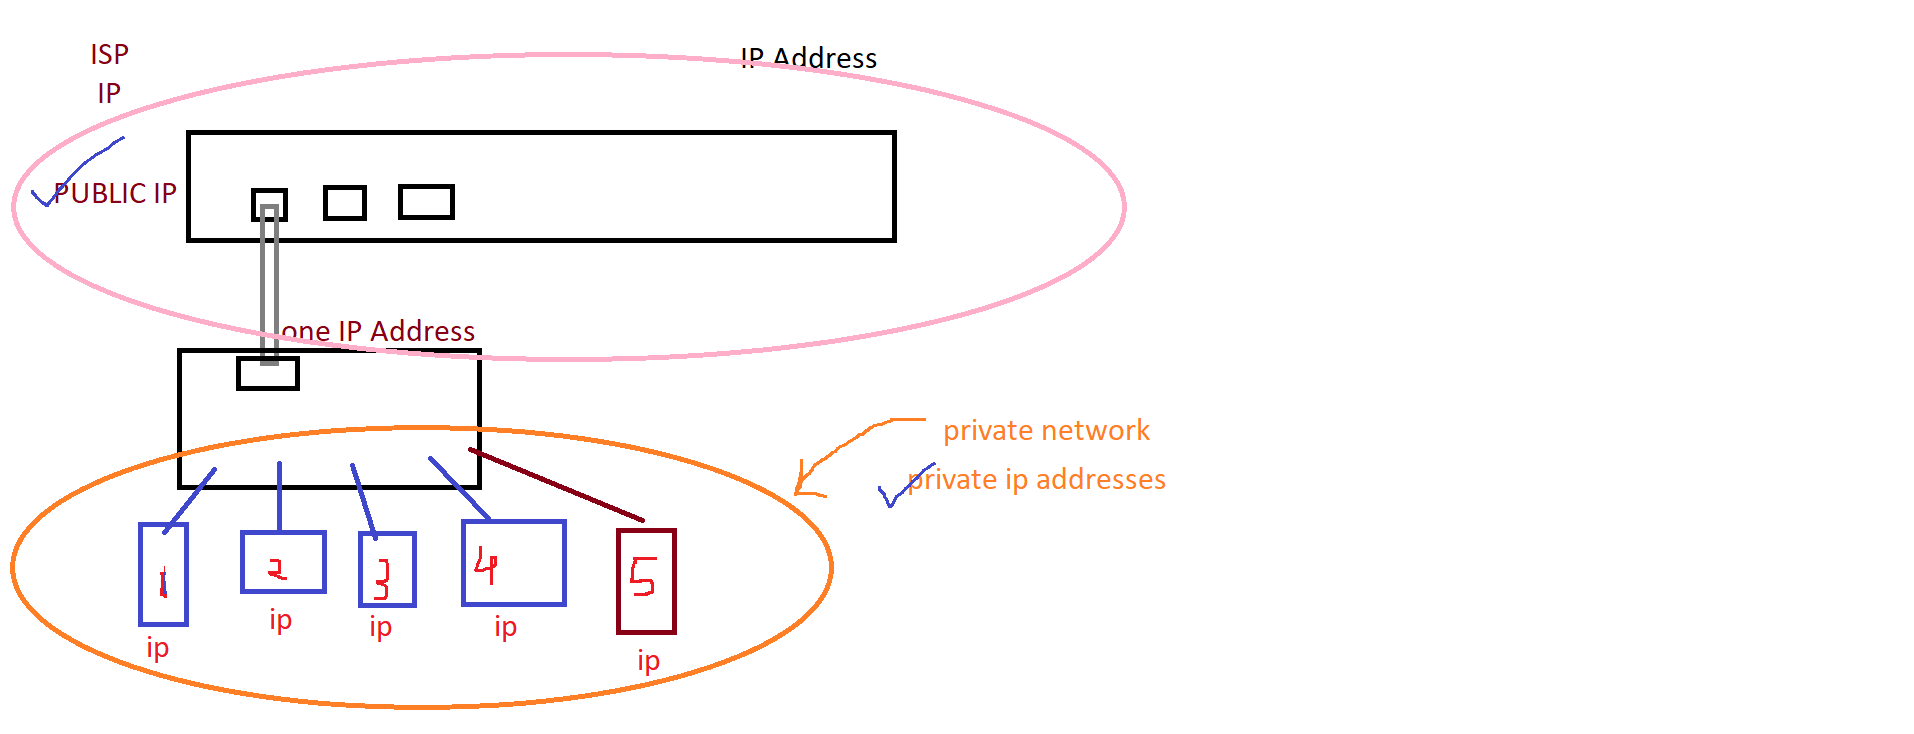 ISP
IP Address
IP
PUBLIC IP
one IP Address
private network
private ip addresses
1
2
3
4
5
ip
ip
ip
ip
ip